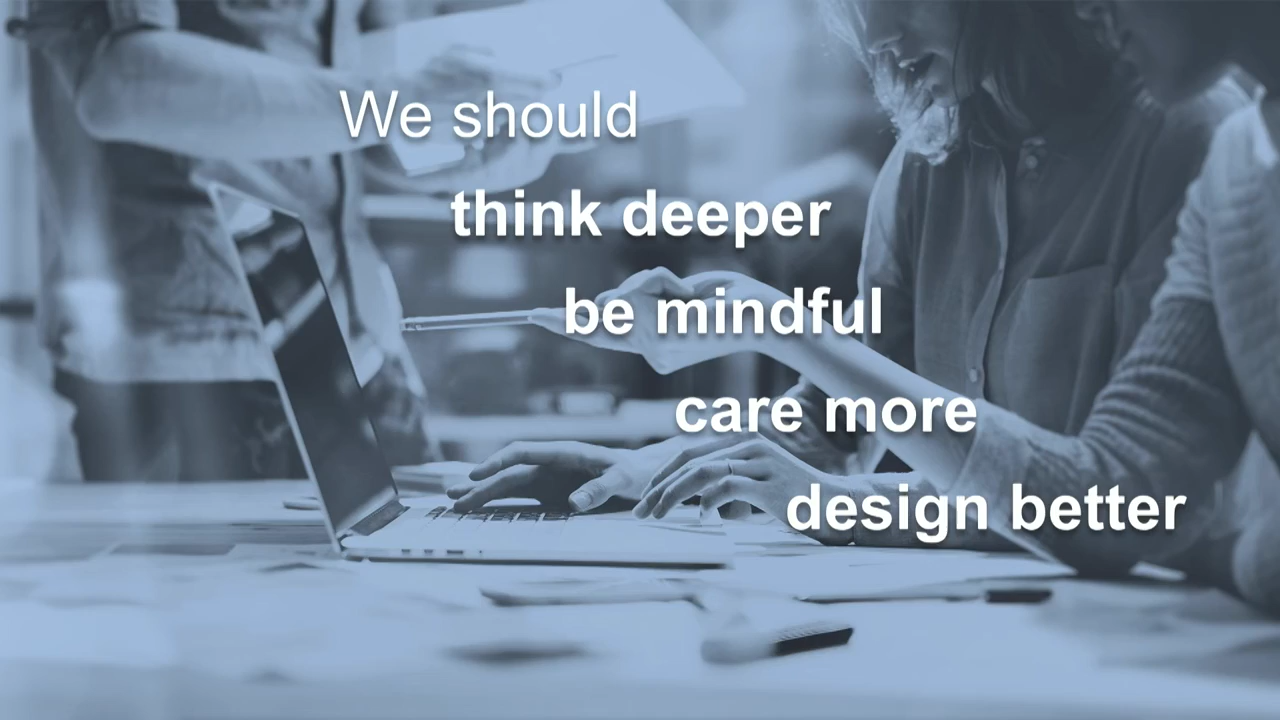 We should
think deeper
be mindful
care more
design better